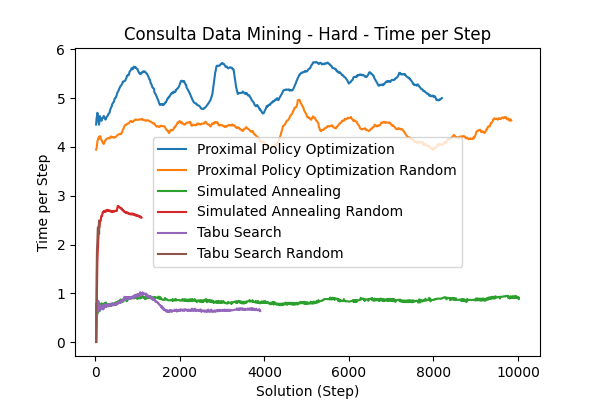 Consulta Data Mining - Hard - Time per Step
6
5
4
3
2
1
0
Time per Step
Proximal Policy Optimization
Proximal Policy Optimization Random
Simulated Annealing
Simulated Annealing Random
Tabu Search
Tabu Search Random
0 2000 4000 6000 8000 10000
Solution (Step)